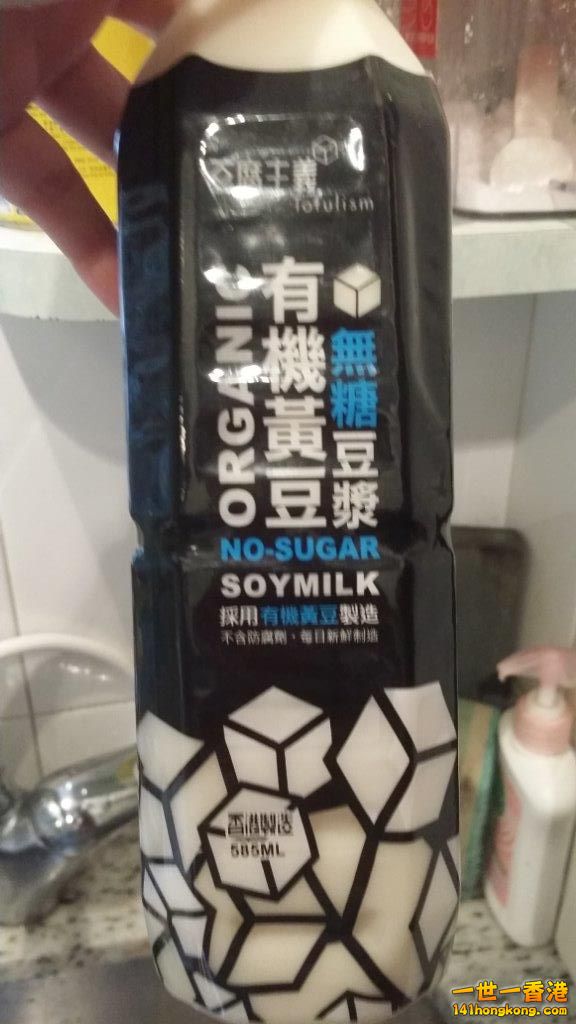 主義
Tofulism
ORGANIC
有機黃豆
無糖豆漿
NO-SUGAR
SOYMILK
採用有機黃豆製造
不含防腐劑，每日新鮮制造
香港製造
585ML
一世一香港
141hongkong.com